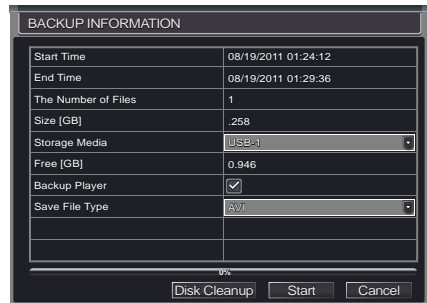 BACKUP INFORMATION
Start Time 08/19/2011 01:24:12
End Time 08/19/2011 01:29:36
The Number of Files 1
Size [GB] .258
Storage Media USB-1
Free [GB] 0.946
Backup Player
Save File Type AVI
0%
Disk Cleanup Start Cancel